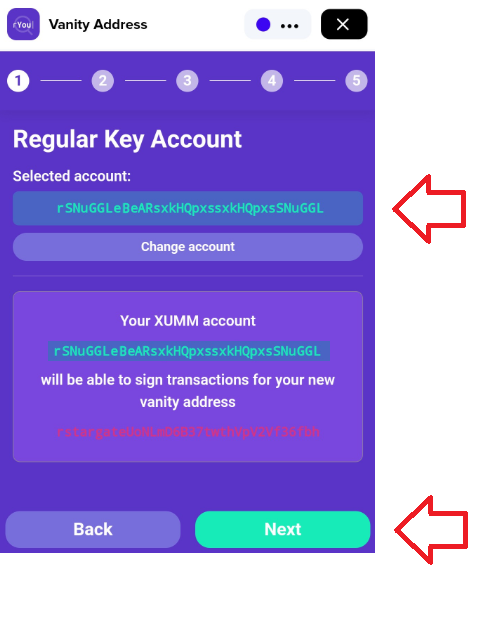 rYou
Vanity Address
1 2 3 4 5
Regular Key Account
Selected account:
rSNuGGLeBeARsxkHQpxssxkHQpxsSNuGGL
Change account
Your XUMM account
rSNuGGLeBeARsxkHQpxssxkHQpxsSNuGGL
will be able to sign transactions for your new
vanity address
Back
Next